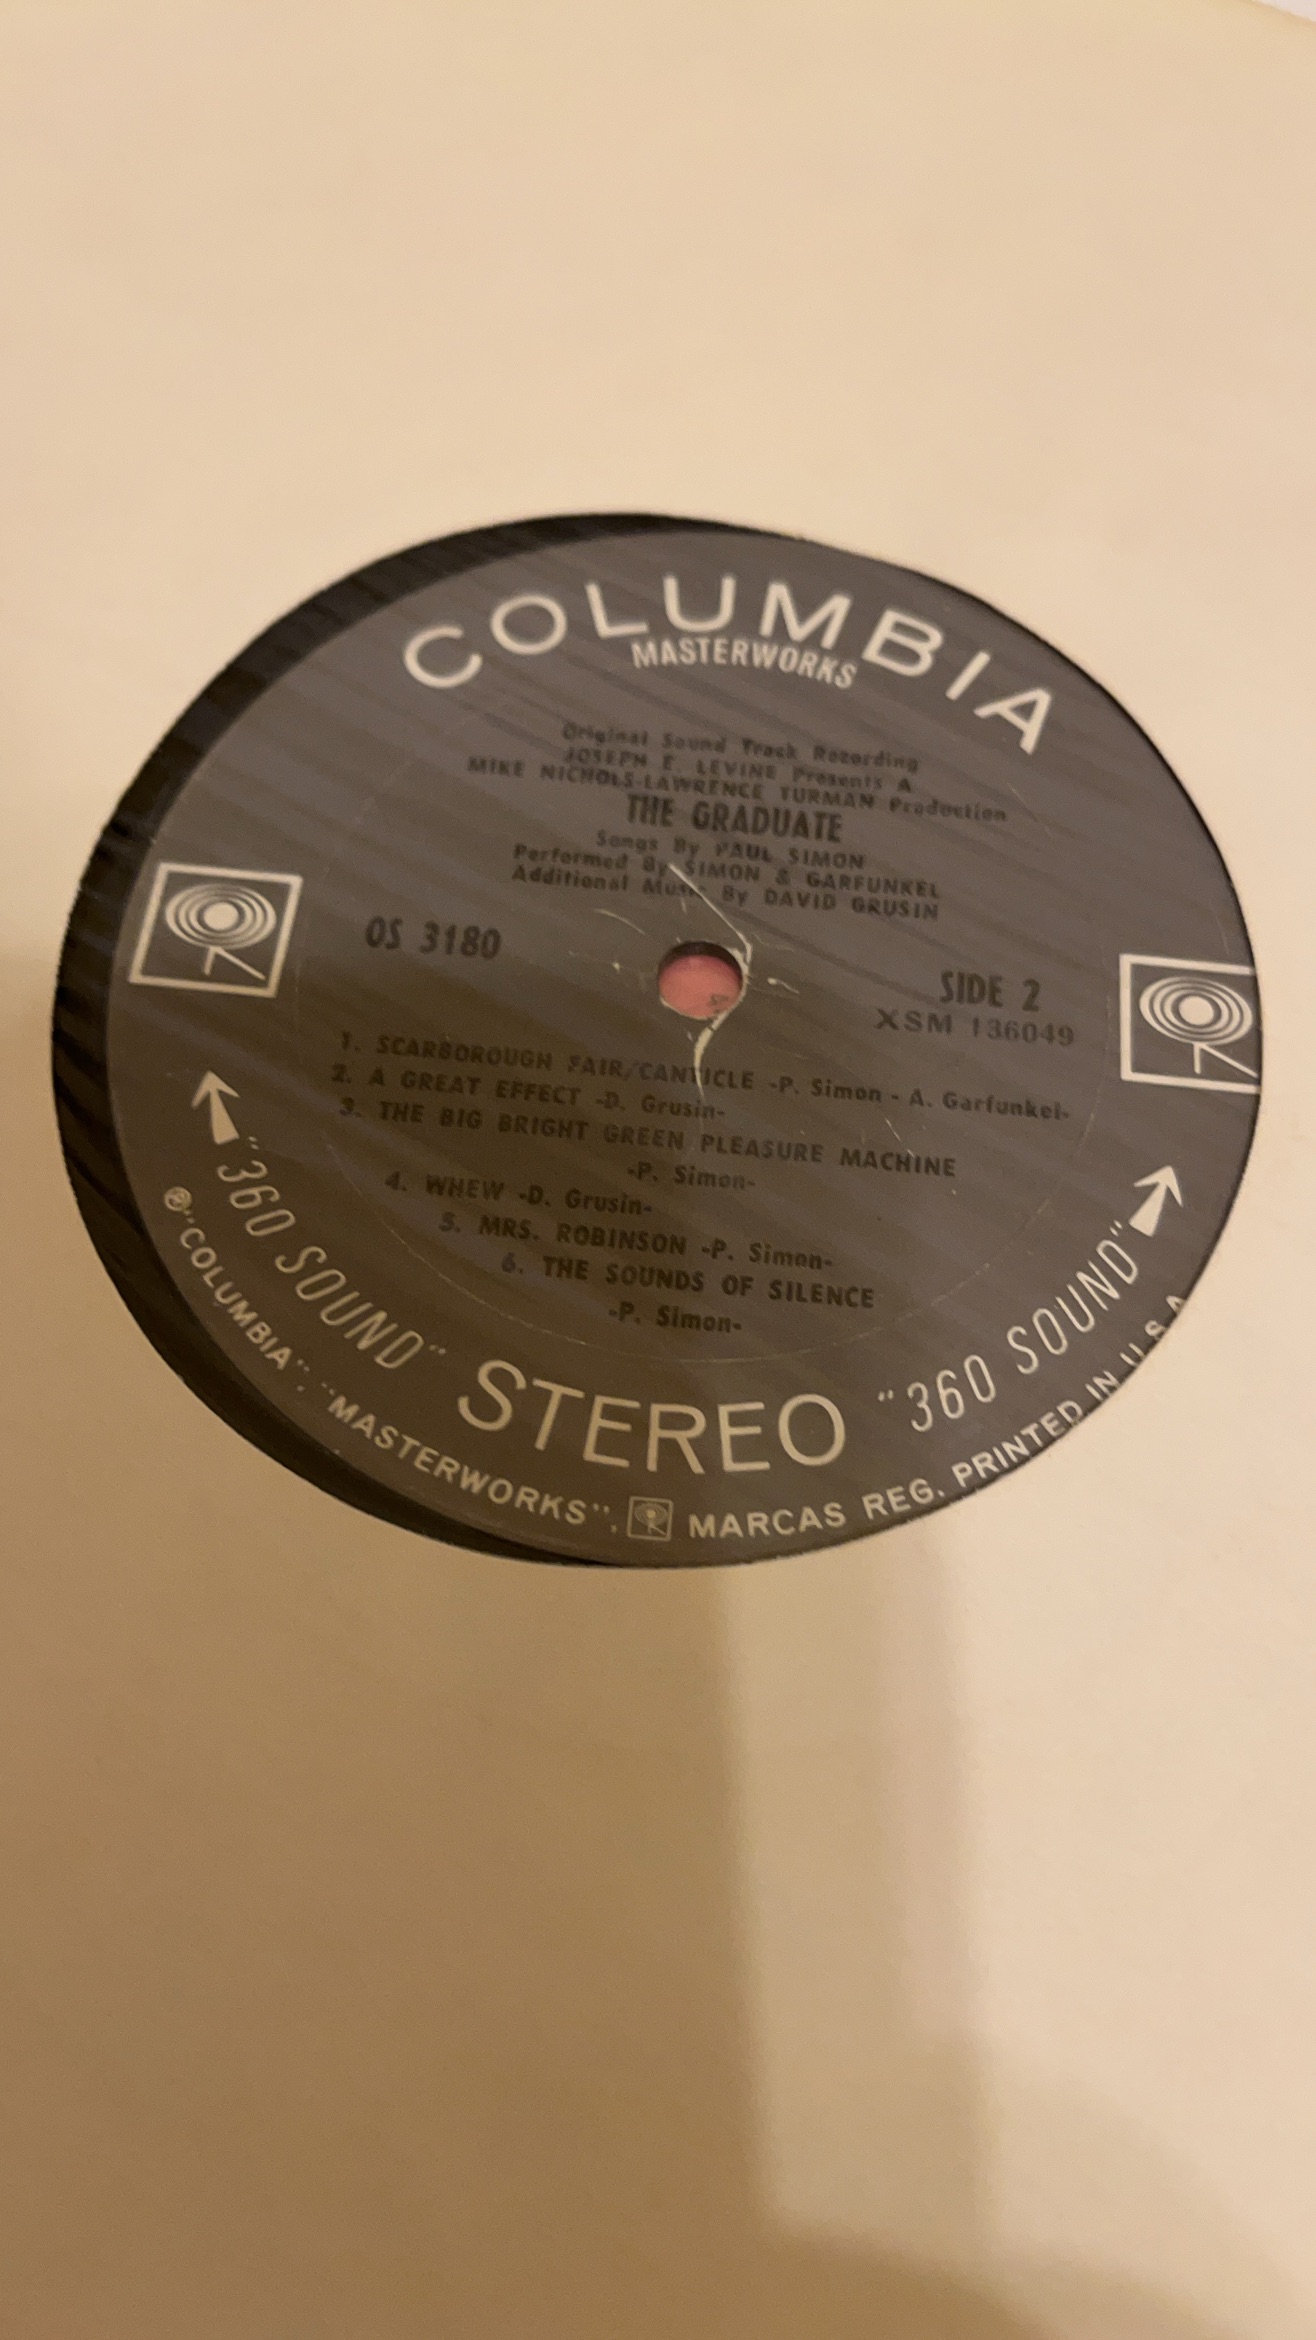 COLUMBIA
MASTERWORKS
Original Sound Track Recording
JOSEPH E. LEVINE Presents A
MIKE NICHOLS-LAWRENCE TURMAN Production
THE GRADUATE
Songs By PAUL SIMON
Performed By SIMON & GARFUNKEL
Additional Music By DAVID GRUSIN
OS 3180
SIDE 2
XSM 136049
1. SCARBOROUGH FAIR/CANTICLE -P. Simon - A. Garfunkel-
2. A GREAT EFFECT -D. Grusin-
3. THE BIG BRIGHT GREEN PLEASURE MACHINE
-P. Simon-
4. WHEW -D. Grusin-
5. MRS. ROBINSON -P. Simon-
6. THE SOUNDS OF SILENCE
-P. Simon-
"360 SOUND" STEREO "360 SOUND"
℗ "COLUMBIA", "MASTERWORKS", MARCAS REG. PRINTED IN U.S.A.